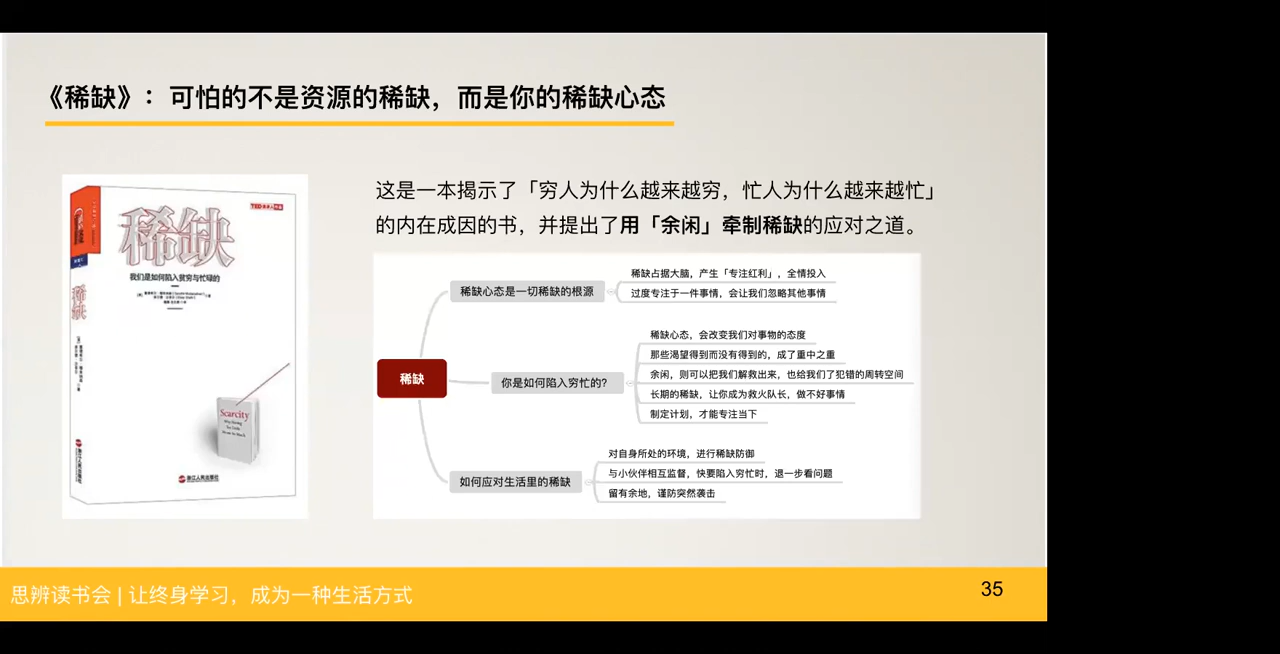 《稀缺》：可怕的不是资源的稀缺，而是你的稀缺心态
这是一本揭示了「穷人为什么越来越穷，忙人为什么越来越忙」
的内在成因的书，并提出了用「余闲」牵制稀缺的应对之道。
稀缺
我们是如何陷入贫穷与忙碌的
稀缺
Scarcity
浙江人民出版社
稀缺
稀缺心态是一切稀缺的根源
稀缺占据大脑，产生「专注红利」，全情投入
过度专注于一件事情，会让我们忽略其他事情
你是如何陷入穷忙的?
稀缺心态，会改变我们对事物的态度
那些渴望得到而没有得到的，成了重中之重
余闲，则可以把我们解救出来，也给我们了犯错的周转空间
长期的稀缺，让你成为救火队长，做不好事情
制定计划，才能专注当下
如何应对生活里的稀缺
对自身所处的环境，进行稀缺防御
与小伙伴相互监督，快要陷入穷忙时，退一步看问题
留有余地，谨防突然袭击
思辨读书会 | 让终身学习，成为一种生活方式
35